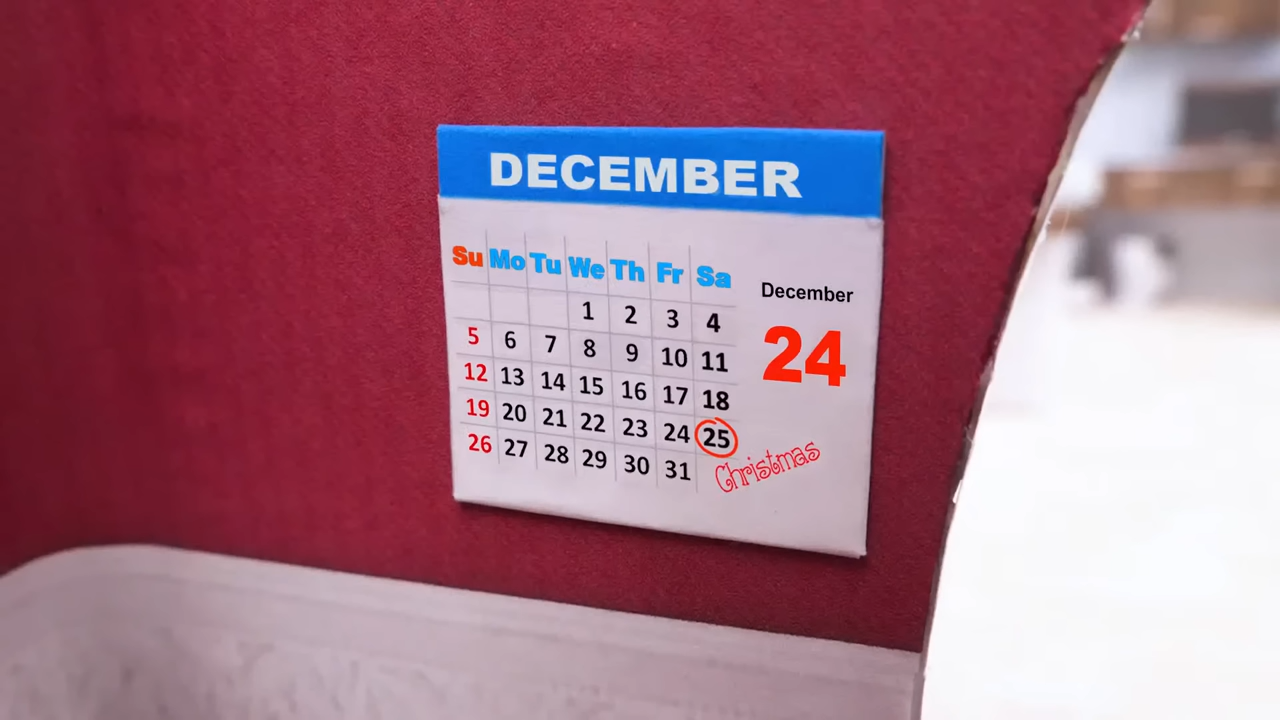 DECEMBER
Su Mo Tu We Th Fr Sa
1 2 3 4
5 6 7 8 9 10 11
12 13 14 15 16 17 18
19 20 21 22 23 24 25
26 27 28 29 30 31
December
24
Christmas